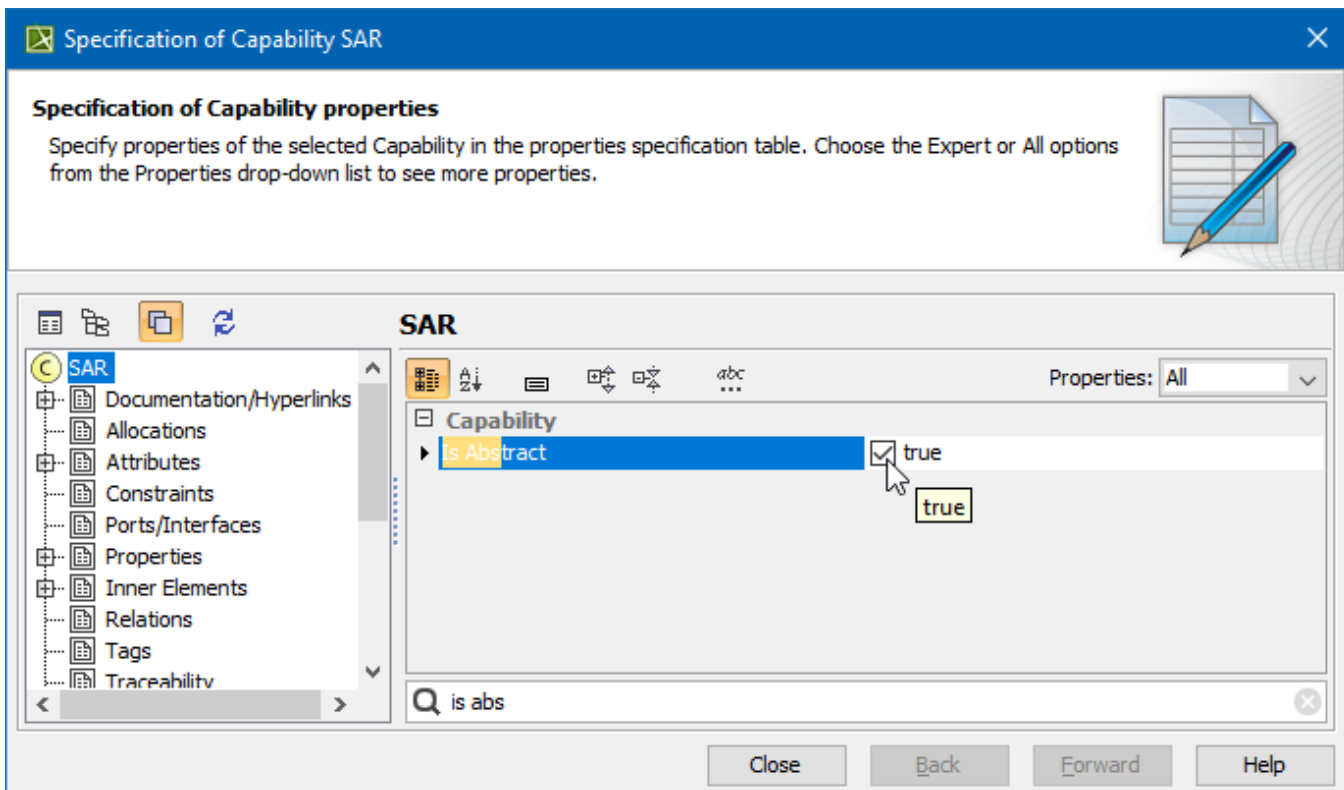 Specification of Capability SAR
Specification of Capability properties
Specify properties of the selected Capability in the properties specification table. Choose the Expert or All options
from the Properties drop-down list to see more properties.
SAR
C SAR
Documentation/Hyperlinks
Allocations
Attributes
Constraints
Ports/Interfaces
Properties
Inner Elements
Relations
Tags
Traceability
A Z abc Properties: All
Capability
Is Abstract true
true
is abs
Close Back Forward Help